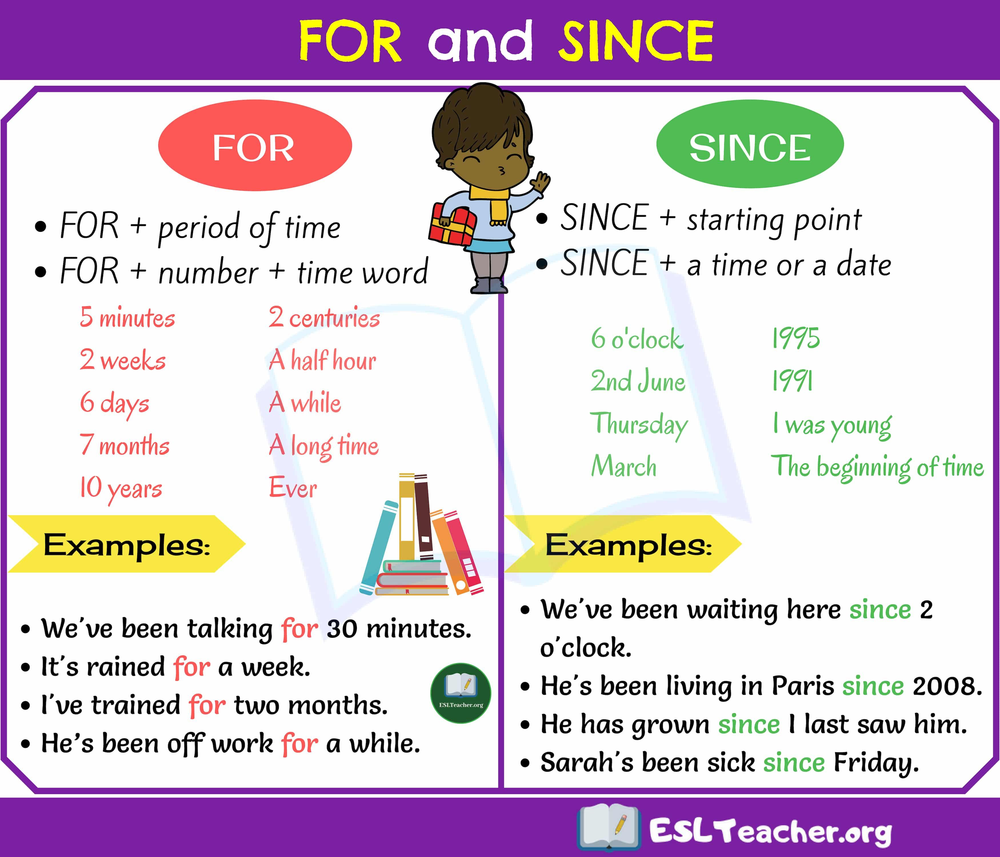 FOR and SINCE
FOR
• FOR + period of time
• FOR + number + time word
5 minutes
2 weeks
6 days
7 months
10 years
2 centuries
A half hour
A while
A long time
Ever
Examples:
• We've been talking for 30 minutes.
• It's rained for a week.
• I've trained for two months.
• He's been off work for a while.
ESLTeacher.org
SINCE
• SINCE + starting point
• SINCE + a time or a date
6 o'clock
2nd June
Thursday
March
1995
1991
I was young
The beginning of time
Examples:
• We've been waiting here since 2
o'clock.
• He's been living in Paris since 2008.
• He has grown since I last saw him.
• Sarah's been sick since Friday.
ESLTeacher.org